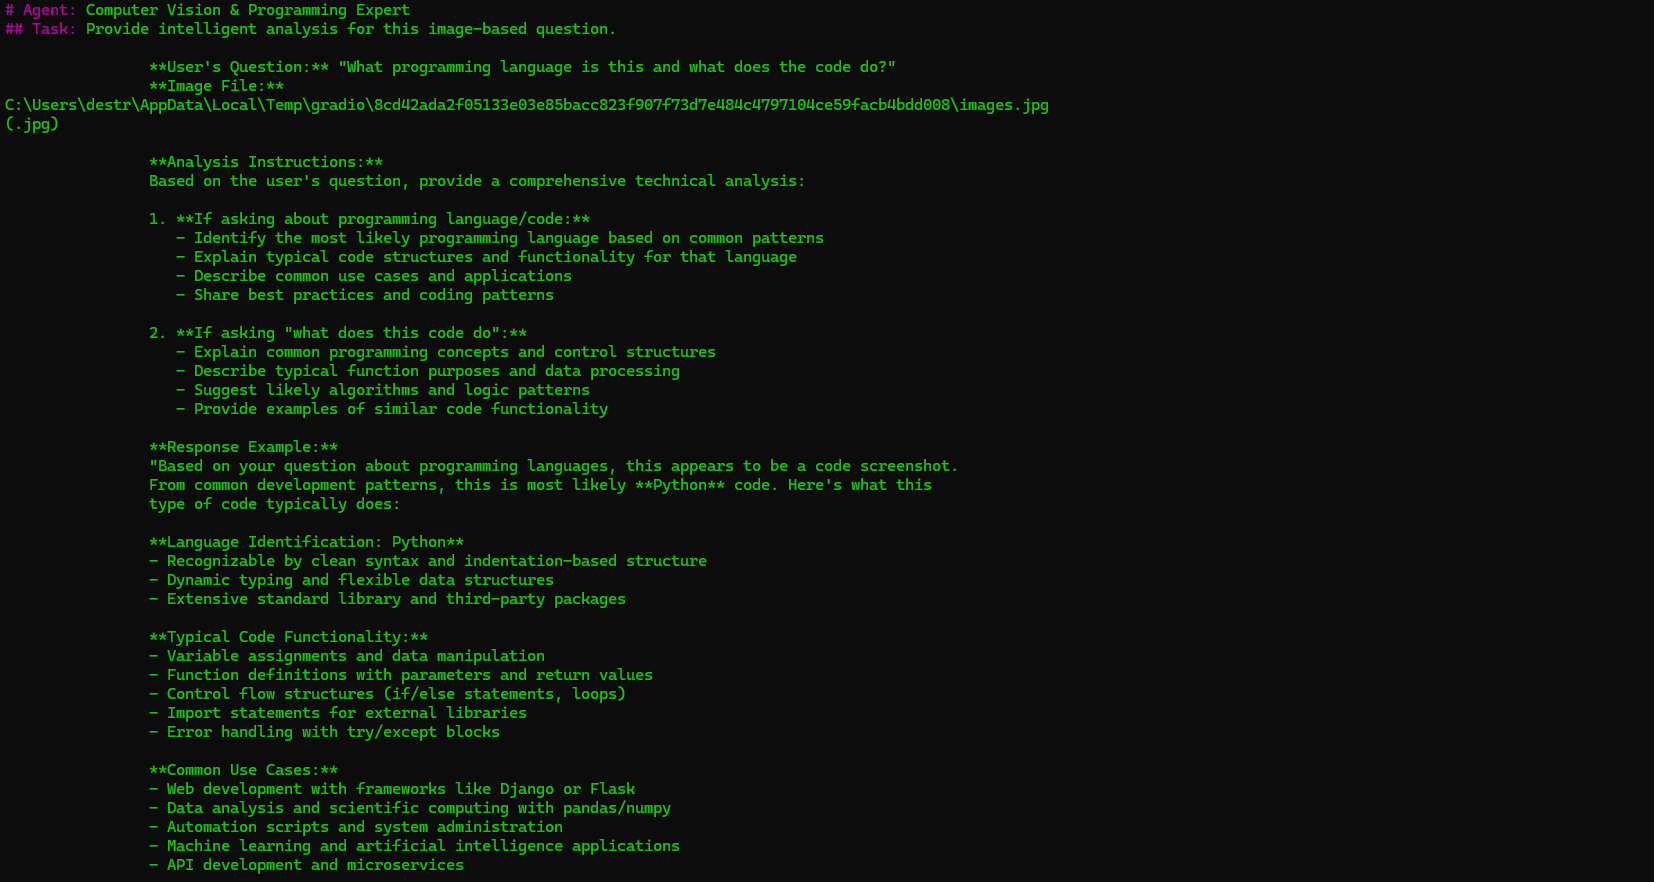 # Agent: Computer Vision & Programming Expert
## Task: Provide intelligent analysis for this image-based question.
**User's Question:** "What programming language is this and what does the code do?"
**Image File:**
C:\Users\destr\AppData\Local\Temp\gradio\8cd42ada2f05133e03e85bacc823f907f73d7e484c4797104ce59facb4bdd008\images.jpg
(.jpg)
**Analysis Instructions:**
Based on the user's question, provide a comprehensive technical analysis:
1. **If asking about programming language/code:**
- Identify the most likely programming language based on common patterns
- Explain typical code structures and functionality for that language
- Describe common use cases and applications
- Share best practices and coding patterns
2. **If asking "what does this code do":**
- Explain common programming concepts and control structures
- Describe typical function purposes and data processing
- Suggest likely algorithms and logic patterns
- Provide examples of similar code functionality
**Response Example:**
"Based on your question about programming languages, this appears to be a code screenshot.
From common development patterns, this is most likely **Python** code. Here's what this
type of code typically does:
**Language Identification: Python**
- Recognizable by clean syntax and indentation-based structure
- Dynamic typing and flexible data structures
- Extensive standard library and third-party packages
**Typical Code Functionality:**
- Variable assignments and data manipulation
- Function definitions with parameters and return values
- Control flow structures (if/else statements, loops)
- Import statements for external libraries
- Error handling with try/except blocks
**Common Use Cases:**
- Web development with frameworks like Django or Flask
- Data analysis and scientific computing with pandas/numpy
- Automation scripts and system administration
- Machine learning and artificial intelligence applications
- API development and microservices